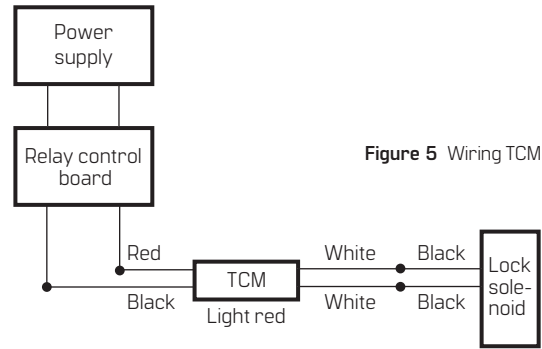 Power
supply
Relay control
board
Figure 5 Wiring TCM
Red
White
Black
TCM
Lock
sole-
noid
Black
White
Black
Light red